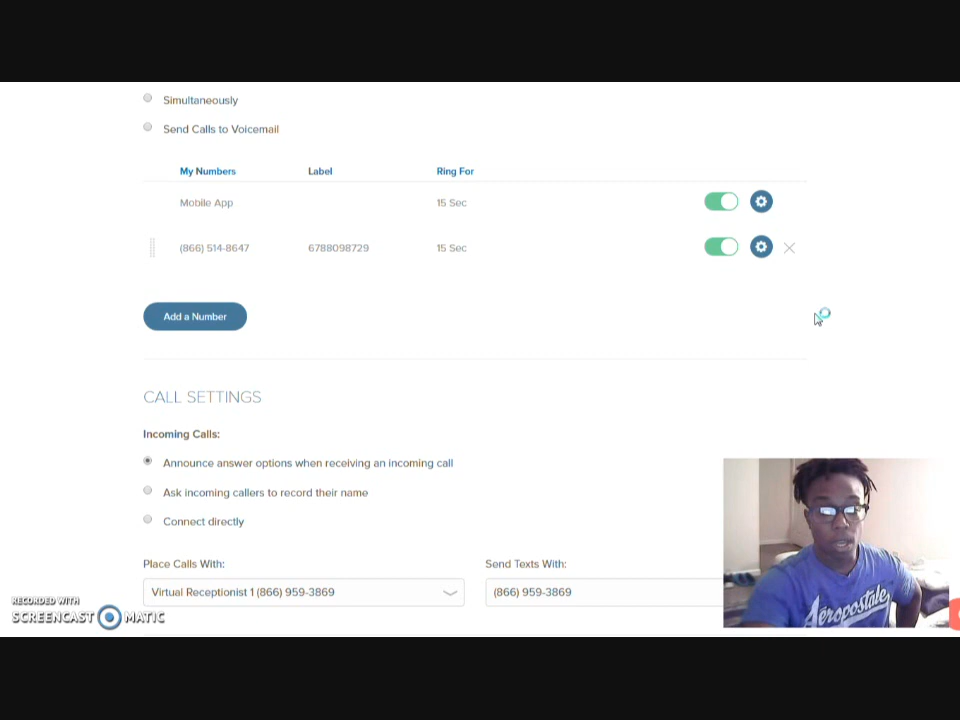 Simultaneously
Send Calls to Voicemail
My Numbers Label Ring For
Mobile App 15 Sec
(866) 514-8647 6788098729 15 Sec
Add a Number
CALL SETTINGS
Incoming Calls:
Announce answer options when receiving an incoming call
Ask incoming callers to record their name
Connect directly
Place Calls With: Send Texts With:
Virtual Receptionist 1 (866) 959-3869 (866) 959-3869
Aéropostale
RECORDED WITH
SCREENCAST MATIC